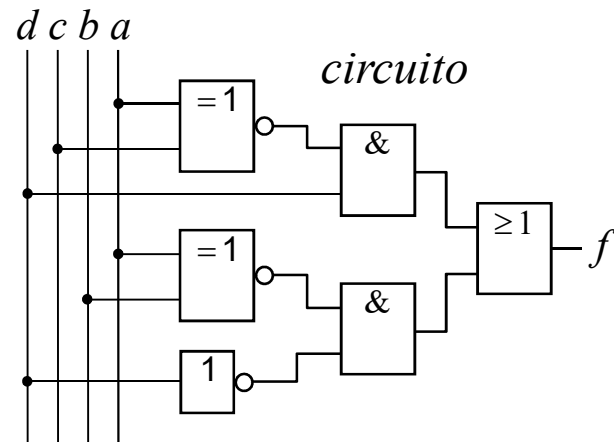 d c b a
circuito
= 1
&
≥ 1
f
= 1
&
1